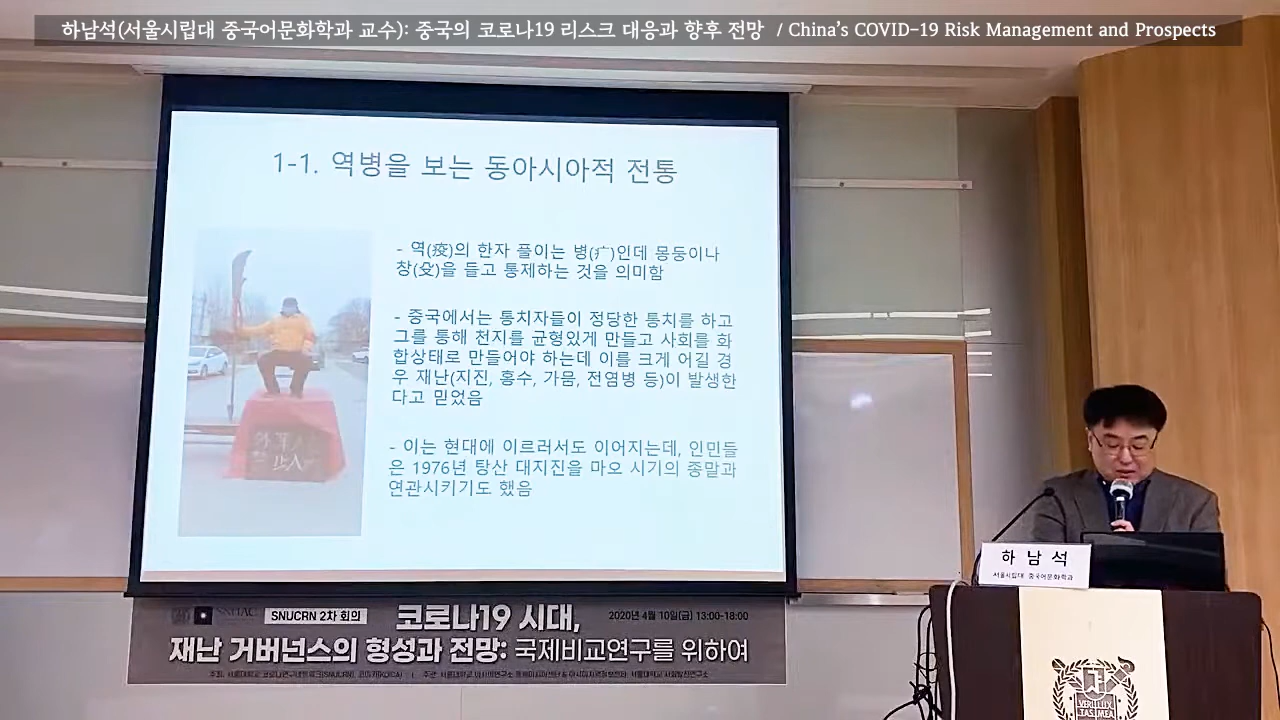 하남석(서울시립대 중국어문화학과 교수): 중국의 코로나19 리스크 대응과 향후 전망 / China's COVID-19 Risk Management and Prospects
1-1. 역병을 보는 동아시아적 전통
- 역(疫)의 한자 풀이는 병(疒)인데 몽둥이나
창(殳)을 들고 통제하는 것을 의미함
- 중국에서는 통치자들이 정당한 통치를 하고
그를 통해 천지를 균형있게 만들고 사회를 화
합상태로 만들어야 하는데 이를 크게 어길 경
우 재난(지진, 홍수, 가뭄, 전염병 등)이 발생한
다고 믿었음
- 이는 현대에 이르러서도 이어지는데, 인민들
은 1976년 탕산 대지진을 마오 시기의 종말과
연관시키기도 했음
하 남 석
서울시립대 중국어문화학과
SNUAC
SNUCRN 2차 회의
코로나19 시대,
2020년 4월 10일(금) 13:00-18:00
재난 거버넌스의 형성과 전망: 국제비교연구를 위하여
VERI LUX
TAS MEA